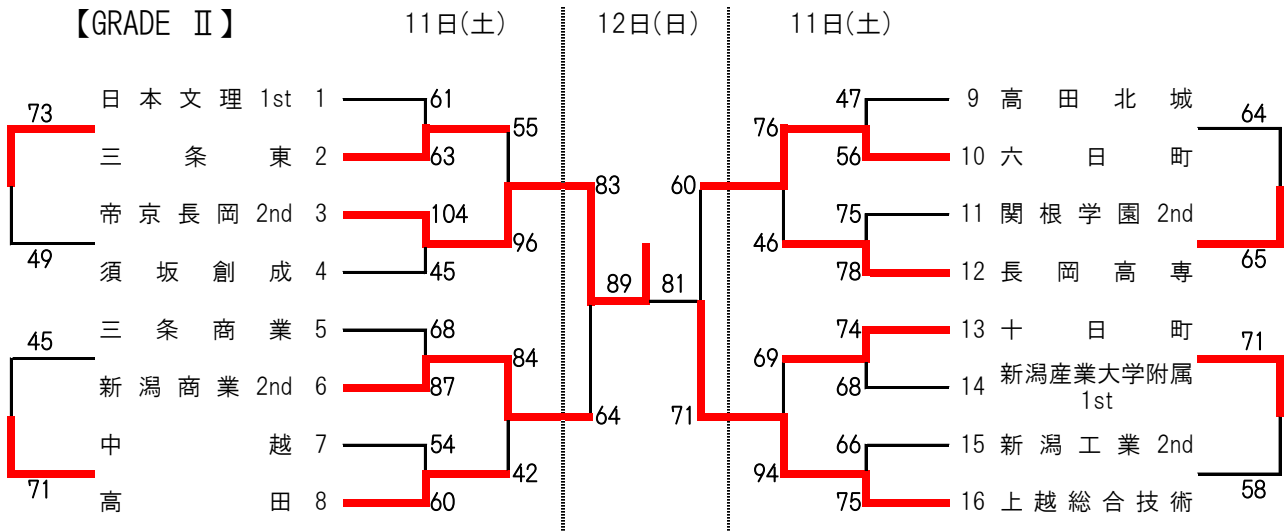 【GRADE Ⅱ】 11日(土) 12日(日) 11日(土)
日本文理 1st 1 61 47 9 高田北城
73 55 76 64
三条東 2 63 56 10 六日町
83 60
帝京長岡 2nd 3 104 75 11 関根学園 2nd
49 96 46 65
須坂創成 4 45 78 12 長岡高専
89 81
三条商業 5 68 74 13 十日町
45 84 69 71
新潟商業 2nd 6 87 68 14 新潟産業大学附属
1st
64 71
中越 7 54 66 15 新潟工業 2nd
71 42 94 58
高田 8 60 75 16 上越総合技術